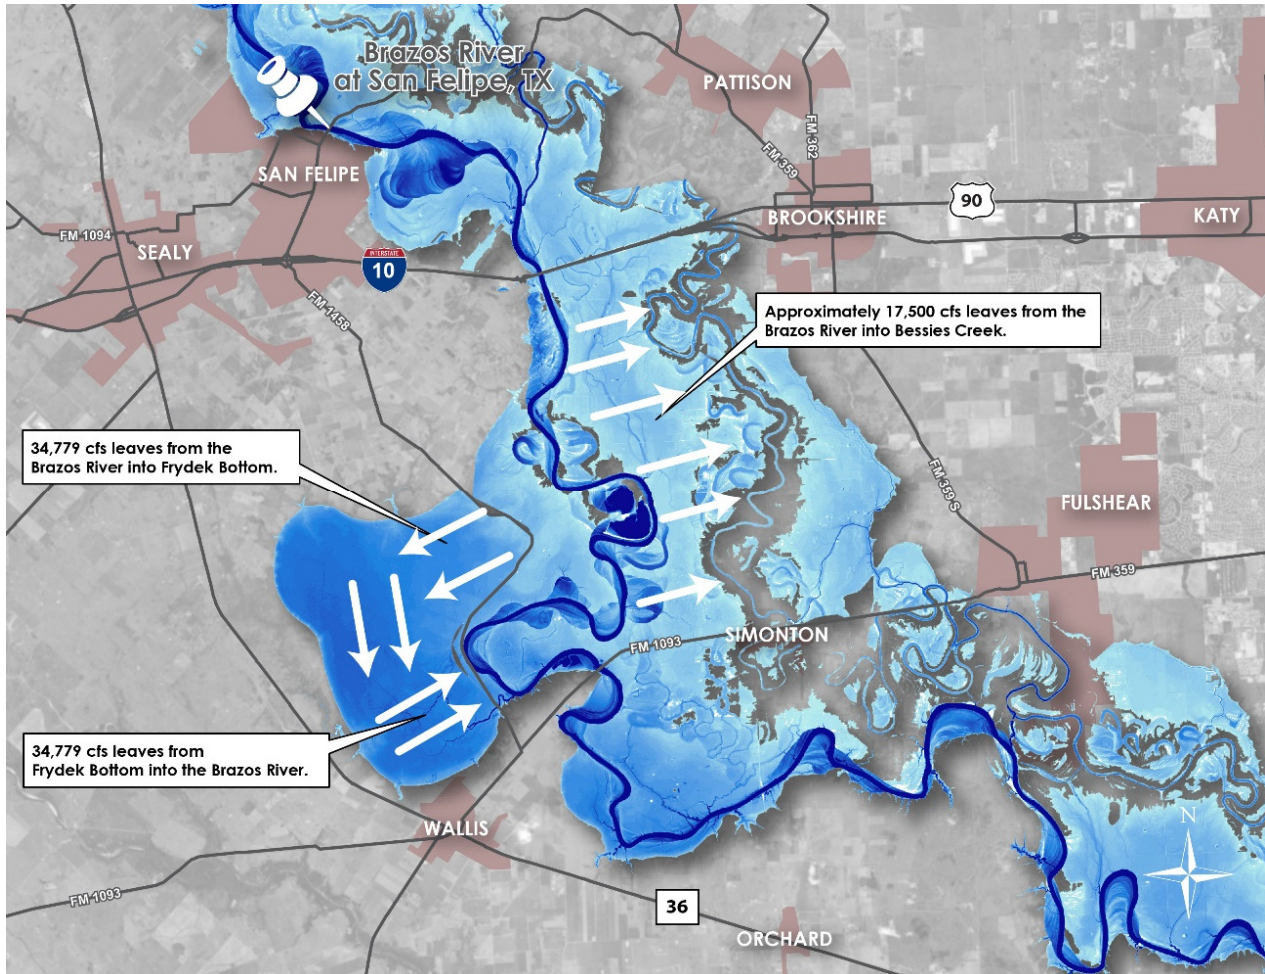 Brazos River
at San Felipe, TX
PATTISON
FM 362
FM 359
SAN FELIPE
90
BROOKSHIRE
KATY
FM 1094
SEALY
INTERSTATE
10
FM 1458
Approximately 17,500 cfs leaves from the
Brazos River into Bessies Creek.
34,779 cfs leaves from the
Brazos River into Frydek Bottom.
FM 359 S
FULSHEAR
FM 359
SIMONTON
FM 1093
34,779 cfs leaves from
Frydek Bottom into the Brazos River.
WALLIS
N
FM 1093
36
ORCHARD